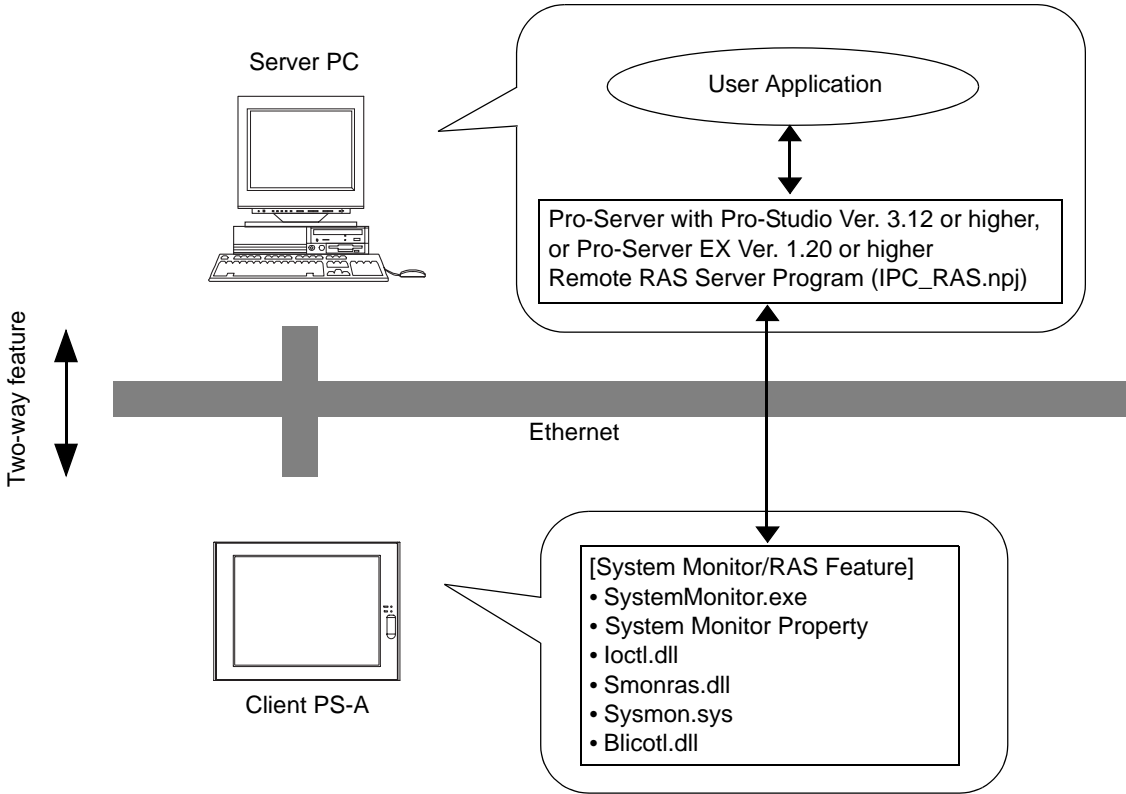 Server PC
User Application
Pro-Server with Pro-Studio Ver. 3.12 or higher,
or Pro-Server EX Ver. 1.20 or higher
Remote RAS Server Program (IPC_RAS.npj)
Two-way feature
Ethernet
Client PS-A
[System Monitor/RAS Feature]
• SystemMonitor.exe
• System Monitor Property
• Ioctl.dll
• Smonras.dll
• Sysmon.sys
• Blicotl.dll